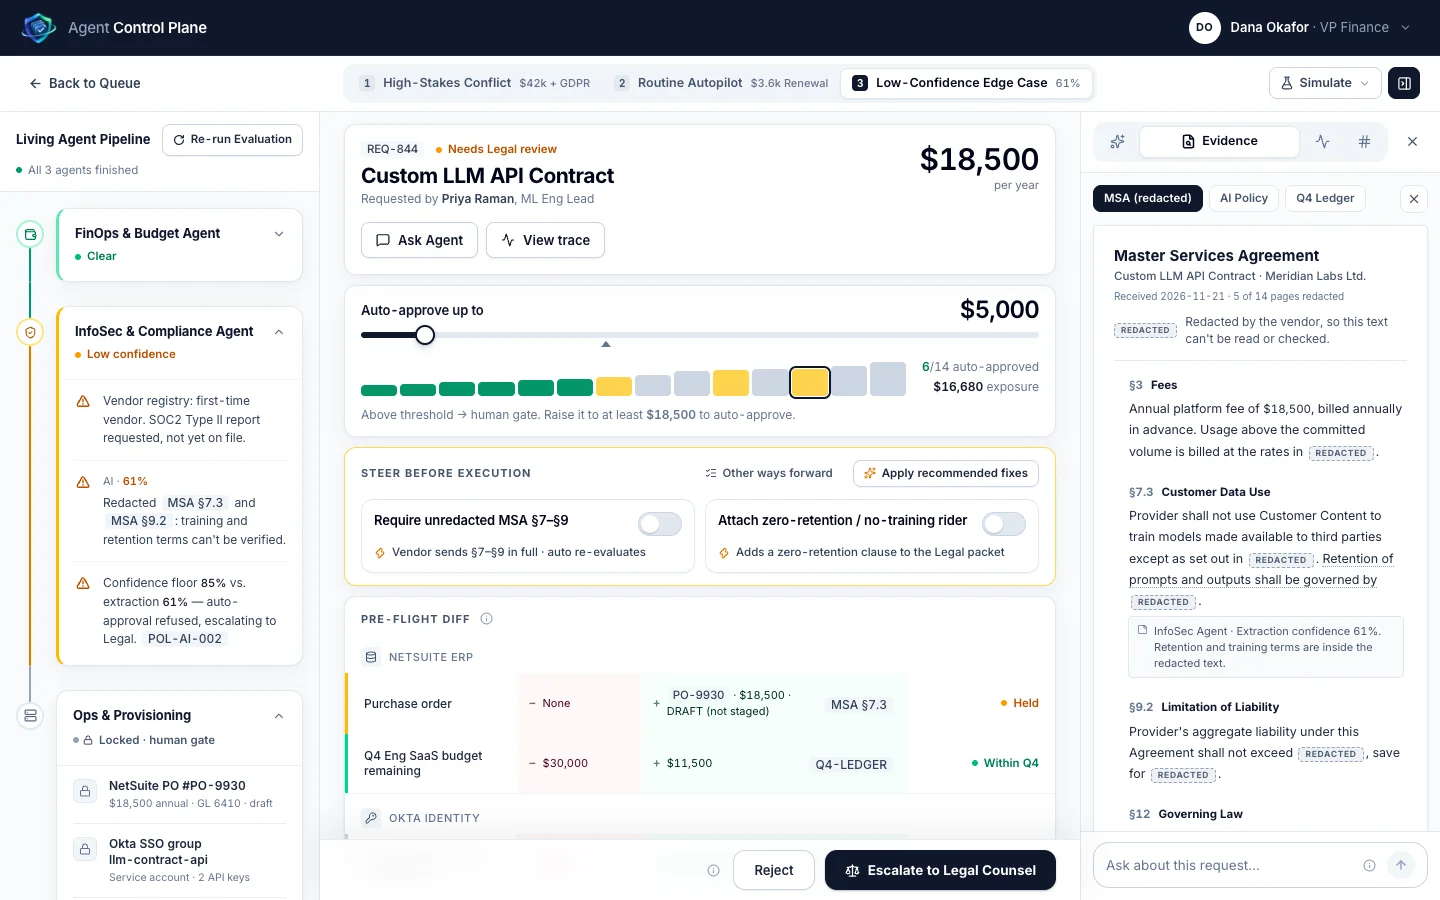 Agent Control Plane
DO Dana Okafor · VP Finance
Back to Queue
1 High-Stakes Conflict $42k + GDPR
2 Routine Autopilot $3.6k Renewal
3 Low-Confidence Edge Case 61%
Simulate
Living Agent Pipeline
Re-run Evaluation
All 3 agents finished
FinOps & Budget Agent
Clear
InfoSec & Compliance Agent
Low confidence
Vendor registry: first-time
vendor. SOC2 Type II report
requested, not yet on file.
AI · 61%
Redacted MSA §7.3 and
MSA §9.2 : training and
retention terms can't be verified.
Confidence floor 85% vs.
extraction 61% — auto-
approval refused, escalating to
Legal. POL-AI-002
Ops & Provisioning
Locked · human gate
NetSuite PO #PO-9930
$18,500 annual · GL 6410 · draft
Okta SSO group
llm-contract-api
Service account · 2 API keys
REQ-844 Needs Legal review
Custom LLM API Contract
Requested by Priya Raman, ML Eng Lead
$18,500
per year
Ask Agent
View trace
Auto-approve up to
$5,000
6/14 auto-approved
$16,680 exposure
Above threshold → human gate. Raise it to at least $18,500 to auto-approve.
STEER BEFORE EXECUTION
Other ways forward
Apply recommended fixes
Require unredacted MSA §7–§9
Vendor sends §7–§9 in full · auto re-evaluates
Attach zero-retention / no-training rider
Adds a zero-retention clause to the Legal packet
PRE-FLIGHT DIFF
NETSUITE ERP
Purchase order
− None
+ PO-9930 · $18,500 ·
DRAFT (not staged)
MSA §7.3
Held
Q4 Eng SaaS budget
remaining
− $30,000
+ $11,500
Q4-LEDGER
Within Q4
OKTA IDENTITY
Reject
Escalate to Legal Counsel
Evidence
#
MSA (redacted)
AI Policy
Q4 Ledger
Master Services Agreement
Custom LLM API Contract · Meridian Labs Ltd.
Received 2026-11-21 · 5 of 14 pages redacted
REDACTED Redacted by the vendor, so this text
can't be read or checked.
§3 Fees
Annual platform fee of $18,500, billed annually
in advance. Usage above the committed
volume is billed at the rates in REDACTED .
§7.3 Customer Data Use
Provider shall not use Customer Content to
train models made available to third parties
except as set out in REDACTED . Retention of
prompts and outputs shall be governed by
REDACTED .
InfoSec Agent · Extraction confidence 61%.
Retention and training terms are inside the
redacted text.
§9.2 Limitation of Liability
Provider's aggregate liability under this
Agreement shall not exceed REDACTED , save
for REDACTED .
§12 Governing Law
Ask about this request...